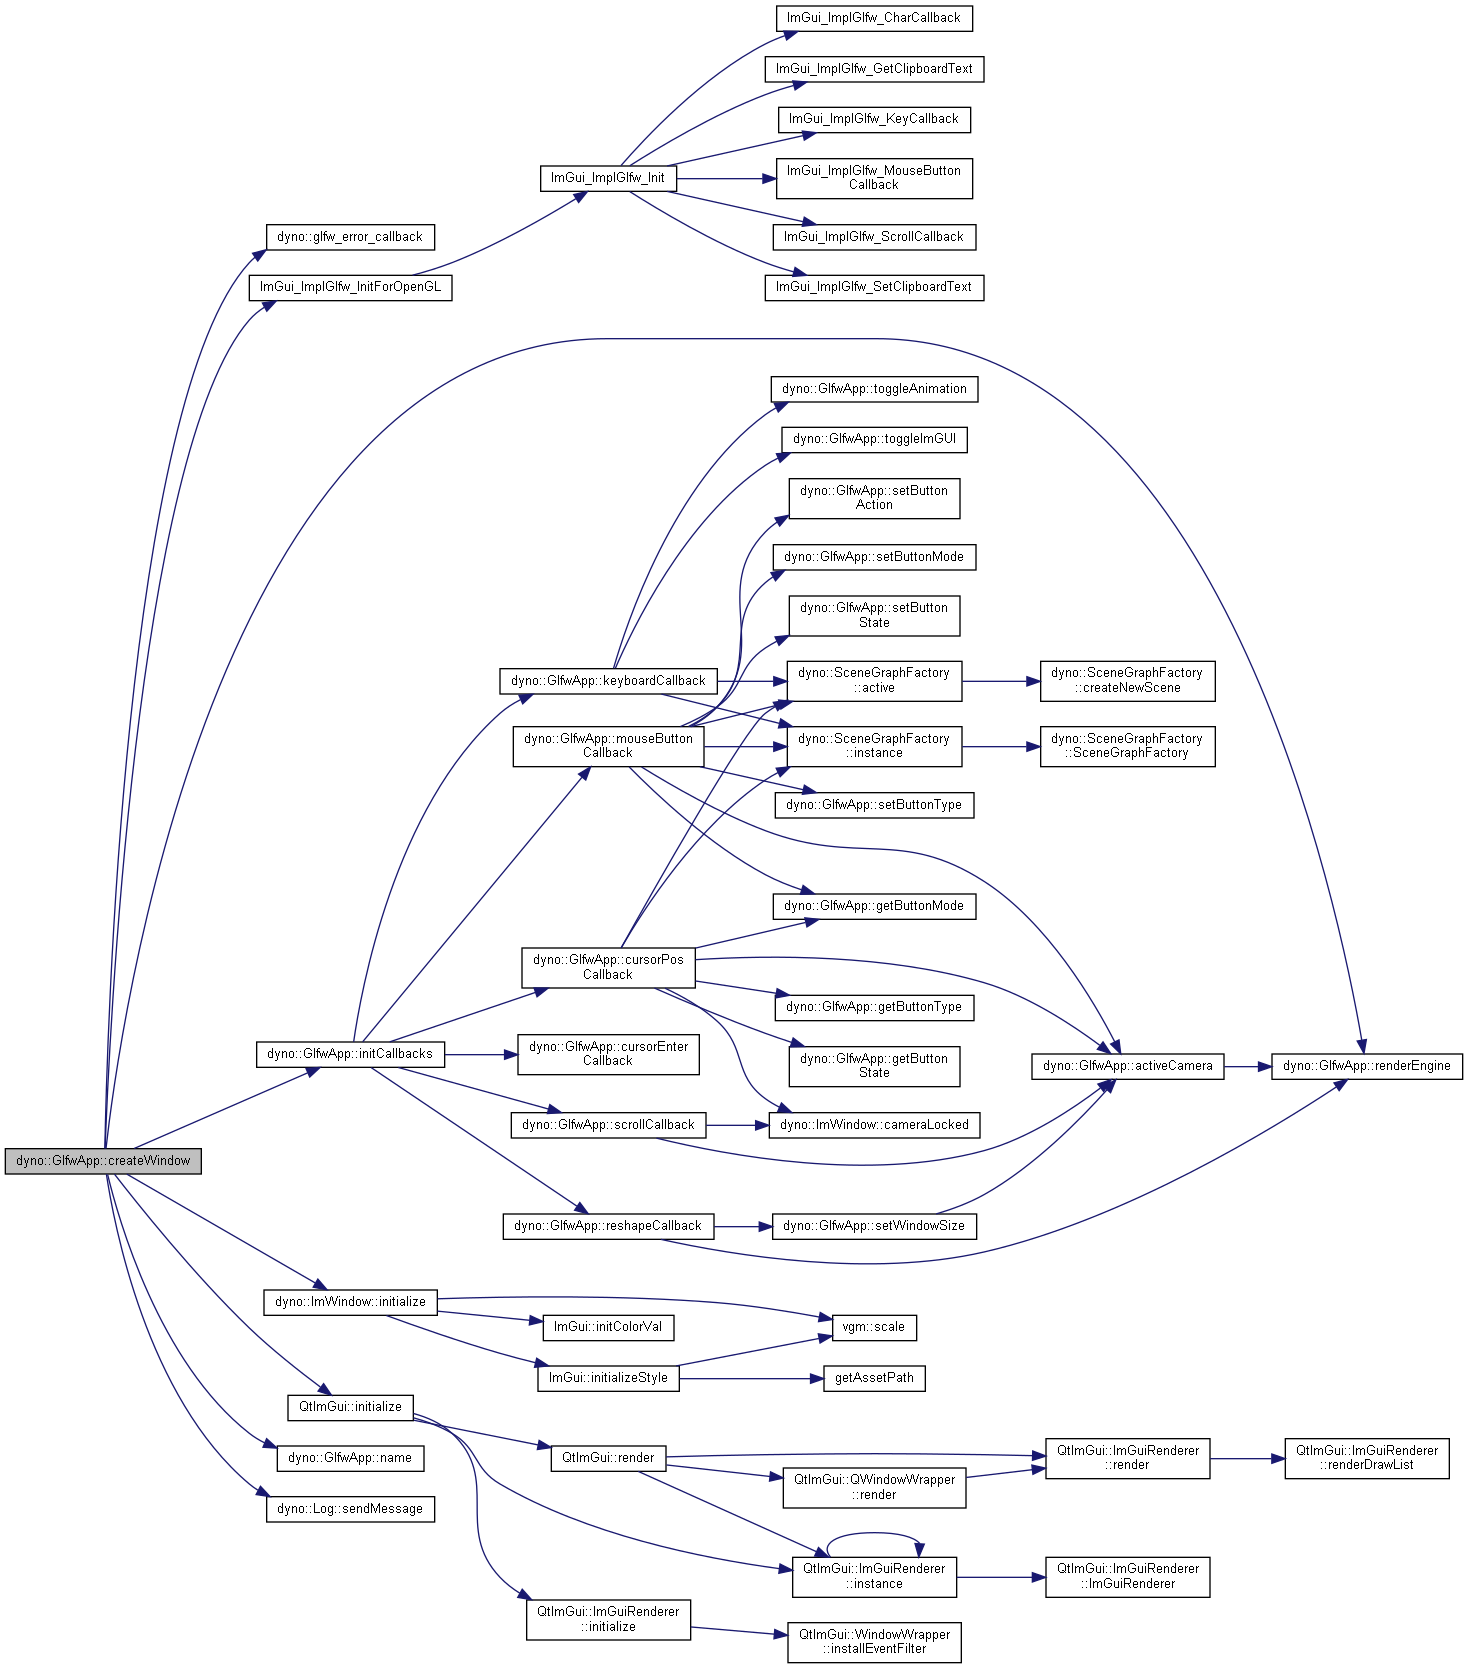 ImGui_ImplGlfw_CharCallback
ImGui_ImplGlfw_GetClipboardText
ImGui_ImplGlfw_KeyCallback
ImGui_ImplGlfw_MouseButton
Callback
ImGui_ImplGlfw_Init
ImGui_ImplGlfw_ScrollCallback
ImGui_ImplGlfw_SetClipboardText
dyno::glfw_error_callback
ImGui_ImplGlfw_InitForOpenGL
dyno::GlfwApp::toggleAnimation
dyno::GlfwApp::toggleImGUI
dyno::GlfwApp::setButton
Action
dyno::GlfwApp::setButtonMode
dyno::GlfwApp::setButton
State
dyno::GlfwApp::keyboardCallback
dyno::SceneGraphFactory
::active
dyno::SceneGraphFactory
::createNewScene
dyno::GlfwApp::mouseButton
Callback
dyno::SceneGraphFactory
::instance
dyno::SceneGraphFactory
::SceneGraphFactory
dyno::GlfwApp::setButtonType
dyno::GlfwApp::getButtonMode
dyno::GlfwApp::cursorPos
Callback
dyno::GlfwApp::getButtonType
dyno::GlfwApp::initCallbacks
dyno::GlfwApp::cursorEnter
Callback
dyno::GlfwApp::getButton
State
dyno::GlfwApp::activeCamera
dyno::GlfwApp::renderEngine
dyno::GlfwApp::scrollCallback
dyno::ImWindow::cameraLocked
dyno::GlfwApp::createWindow
dyno::GlfwApp::reshapeCallback
dyno::GlfwApp::setWindowSize
dyno::ImWindow::initialize
ImGui::initColorVal
vgm::scale
ImGui::initializeStyle
getAssetPath
QtImGui::initialize
dyno::GlfwApp::name
QtImGui::render
QtImGui::ImGuiRenderer
::render
QtImGui::ImGuiRenderer
::renderDrawList
QtImGui::QWindowWrapper
::render
dyno::Log::sendMessage
QtImGui::ImGuiRenderer
::instance
QtImGui::ImGuiRenderer
::ImGuiRenderer
QtImGui::ImGuiRenderer
::initialize
QtImGui::WindowWrapper
::installEventFilter